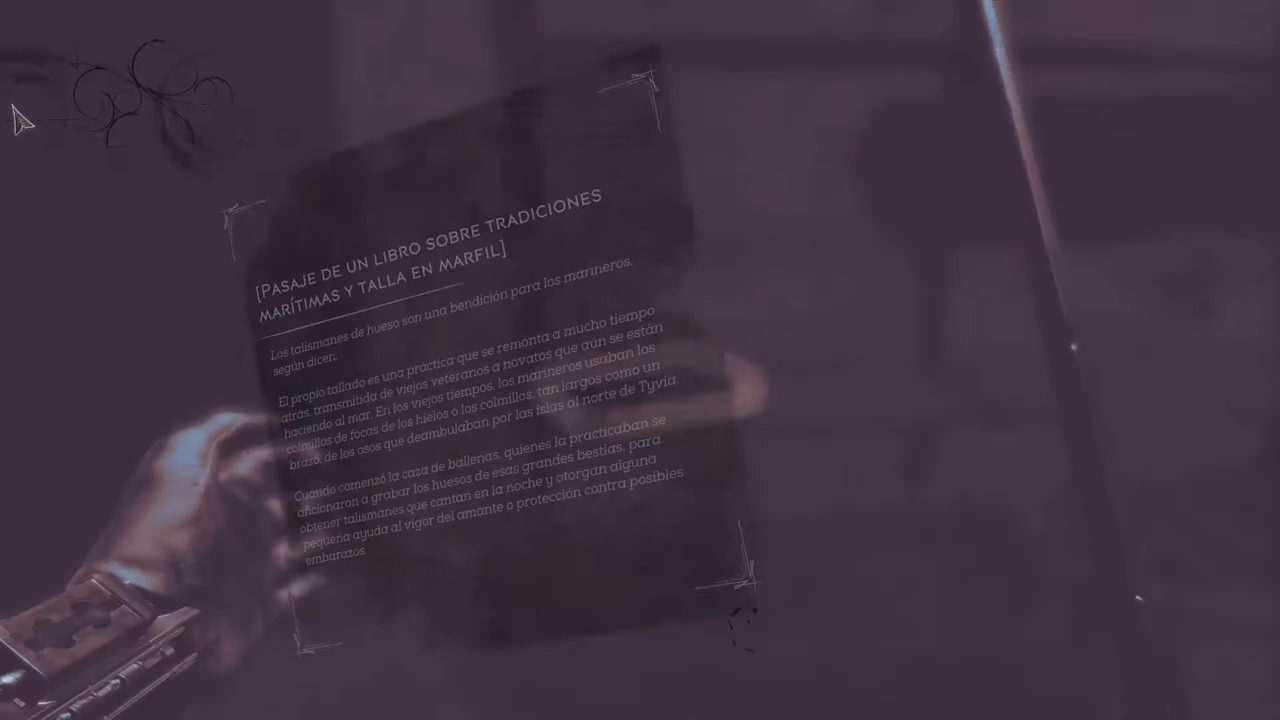 [PASAJE DE UN LIBRO SOBRE TRADICIONES
MARÍTIMAS Y TALLA EN MARFIL]
Los talismanes de hueso son una bendición para los marineros,
según dicen.
El propio tallado es una práctica que se remonta a mucho tiempo
atrás, transmitida de viejos veteranos a novatos que aún se están
haciendo al mar. En los viejos tiempos, los marineros usaban los
colmillos de focas de los hielos o los colmillos, tan largos como un
brazo, de los osos que deambulaban por las islas al norte de Tyvia.
Cuando comenzó la caza de ballenas, quienes la practicaban se
aficionaron a grabar los huesos de esas grandes bestias, para
obtener talismanes que cantan en la noche y otorgan alguna
pequeña ayuda al vigor del amante o protección contra posibles
embarazos.